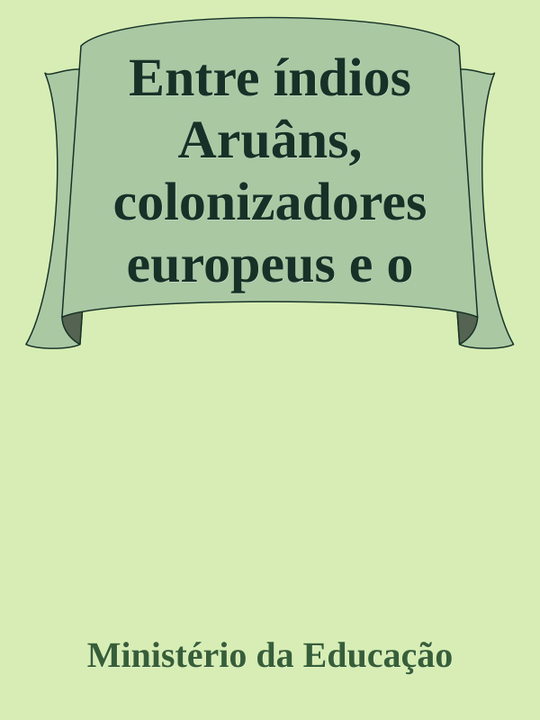 Entre índios
Aruâns,
colonizadores
europeus e o
Ministério da Educação